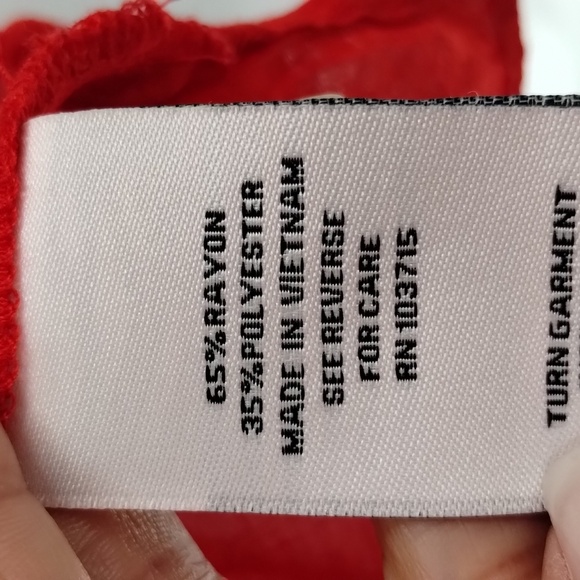 65% RAYON
35% POLYESTER
MADE IN VIETNAM
SEE REVERSE
FOR CARE
RN 103715
TURN GARMENT